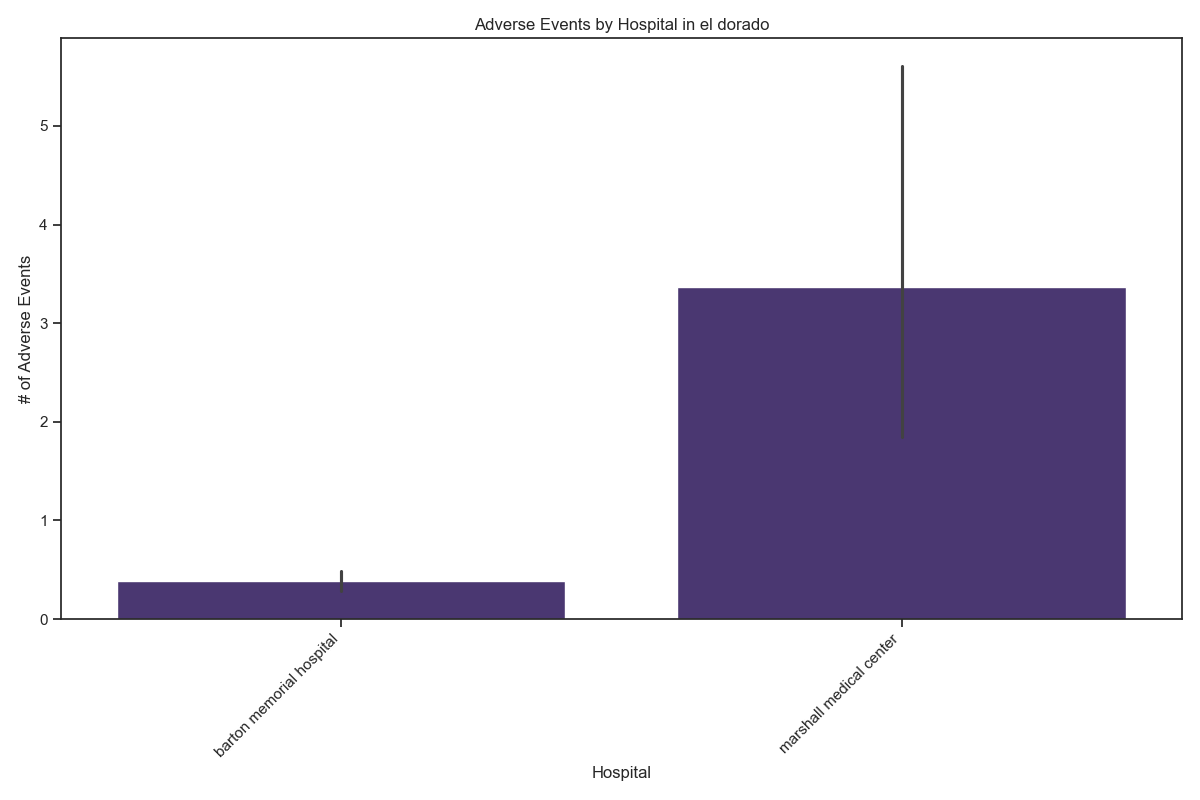 Adverse Events by Hospital in el dorado
# of Adverse Events
5
4
3
2
1
0
barton memorial hospital
marshall medical center
Hospital